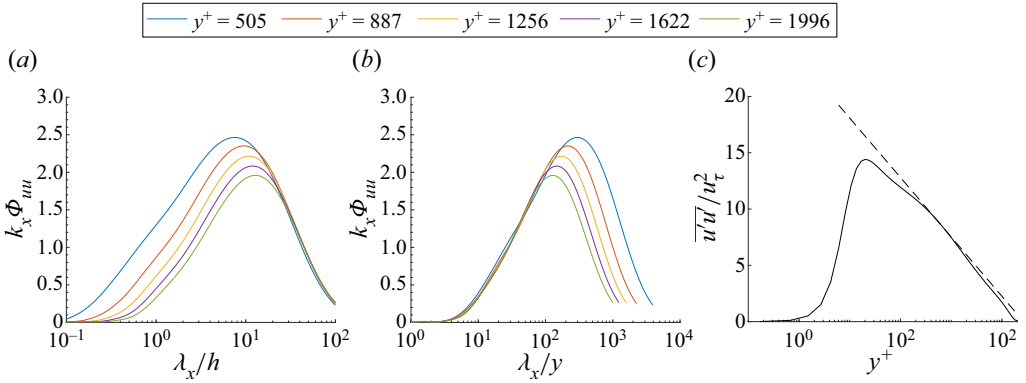 y⁺ = 505 y⁺ = 887 y⁺ = 1256 y⁺ = 1622 y⁺ = 1996
(a) (b) (c)
3.0 3.0 20
2.5 2.5
2.0 2.0 15
1.5 1.5 10
1.0 1.0
0.5 0.5 5
0 0 0
kₓΦᵤᵤ kₓΦᵤᵤ u′u′/u_τ²
10⁻¹ 10⁰ 10¹ 10² 10⁰ 10¹ 10² 10³ 10⁴ 10⁰ 10² 10²
λₓ/h λₓ/y y⁺